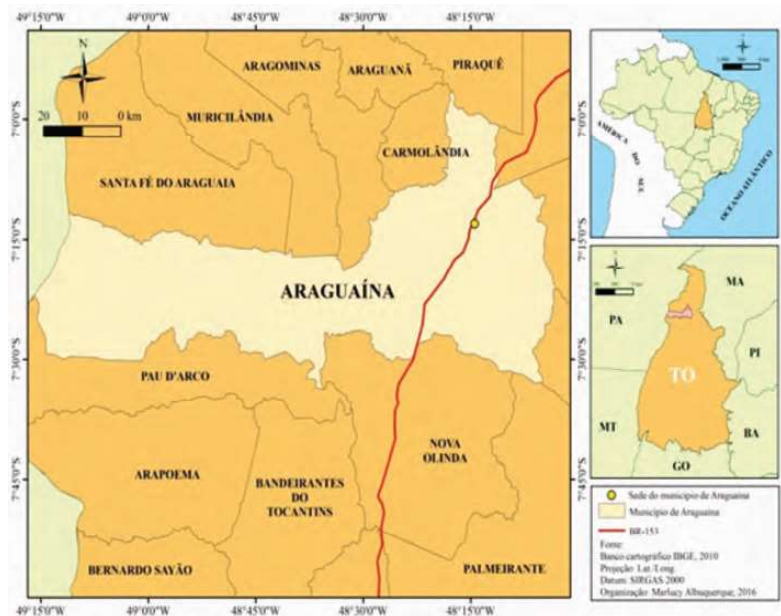 49°15'0"W 49°0'0"W 48°45'0"W 48°30'0"W 48°15'0"W
N
20 10 0 km
ARAGOMINAS
ARAGUANÃ
PIRAQUÊ
MURICILÂNDIA
CARMOLÂNDIA
SANTA FÉ DO ARAGUAIA
ARAGUAÍNA
PAU D'ARCO
ARAPOEMA
BANDEIRANTES
DO
TOCANTINS
NOVA
OLINDA
BERNARDO SAYÃO
PALMEIRANTE
7°0'0"S
7°15'0"S
7°30'0"S
7°45'0"S
7°0'0"S
7°15'0"S
7°30'0"S
7°45'0"S
49°15'0"W 49°0'0"W 48°45'0"W 48°30'0"W 48°15'0"W
AMÉRICA
DO
SUL
OCEANO ATLÂNTICO
MA
PA
PI
TO
MT
BA
GO
Sede do município de Araguaína
Município de Araguaína
BR-153
Fonte:
Banco cartográfico IBGE, 2010
Projeção Lat./Long.
Datum: SIRGAS 2000
Organização: Marlucy Albuquerque, 2016